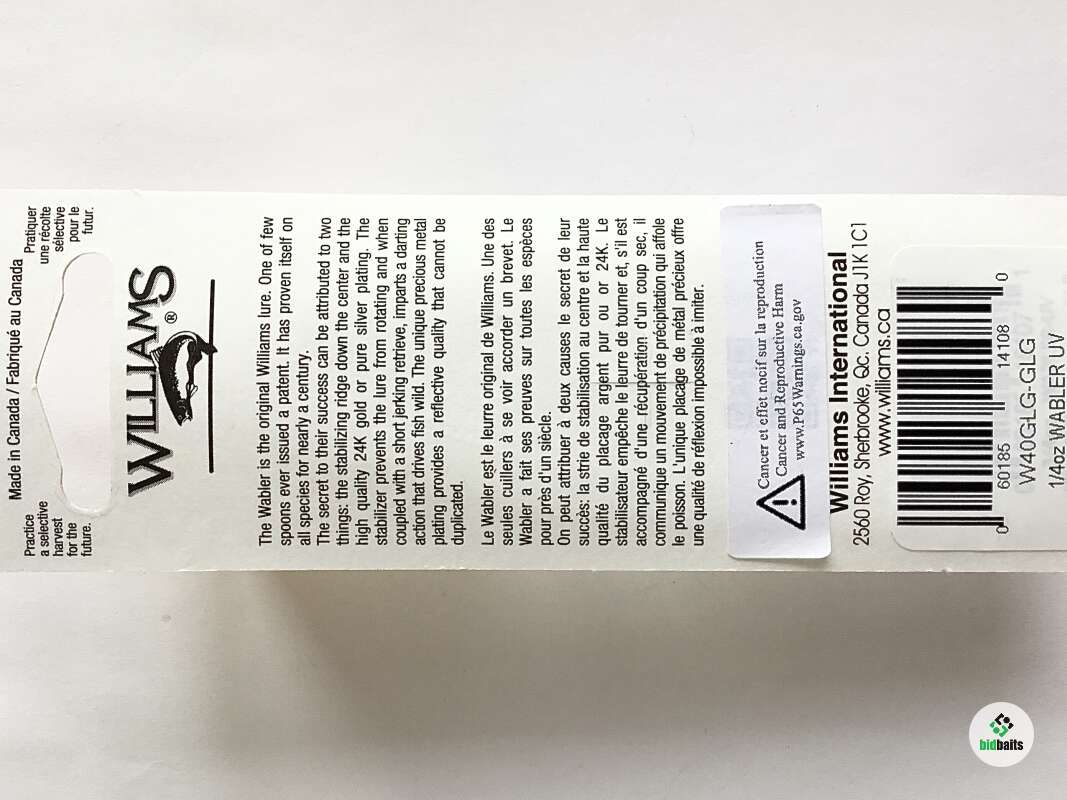 Made in Canada / Fabriqué au Canada
Practice
a selective
harvest
for the
future.
Pratiquer
une récolte
sélective
pour le
futur.
WILLIAMS®
The Wabler is the original Williams lure. One of few
spoons ever issued a patent. It has proven itself on
all species for nearly a century.
The secret to their success can be attributed to two
things: the stabilizing ridge down the center and the
high quality 24K gold or pure silver plating. The
stabilizer prevents the lure from rotating and when
coupled with a short jerking retrieve, imparts a darting
action that drives fish wild. The unique precious metal
plating provides a reflective quality that cannot be
duplicated.
Le Wabler est le leurre original de Williams. Une des
seules cuillers à se voir accorder un brevet. Le
Wabler a fait ses preuves sur toutes les espèces
pour près d'un siècle.
On peut attribuer à deux causes le secret de leur
succès: la strie de stabilisation au centre et la haute
qualité du placage argent pur ou or 24K. Le
stabilisateur empêche le leurre de tourner et, s'il est
accompagné d'une récupération d'un coup sec, il
communique un mouvement de précipitation qui affole
le poisson. L'unique placage de métal précieux offre
une qualité de réflexion impossible à imiter.
Cancer et effet nocif sur la reproduction
Cancer and Reproductive Harm
www.P65Warnings.ca.gov
Williams International
2560 Roy, Sherbrooke, Qc. Canada J1K 1C1
www.williams.ca
0 60185 14108 0
W40GLG-GLG
1/4oz WABLER UV
bidbaits